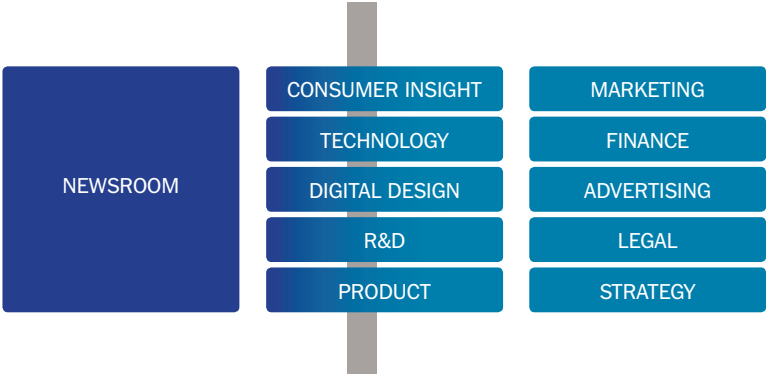 NEWSROOM
CONSUMER INSIGHT
TECHNOLOGY
DIGITAL DESIGN
R&D
PRODUCT
MARKETING
FINANCE
ADVERTISING
LEGAL
STRATEGY